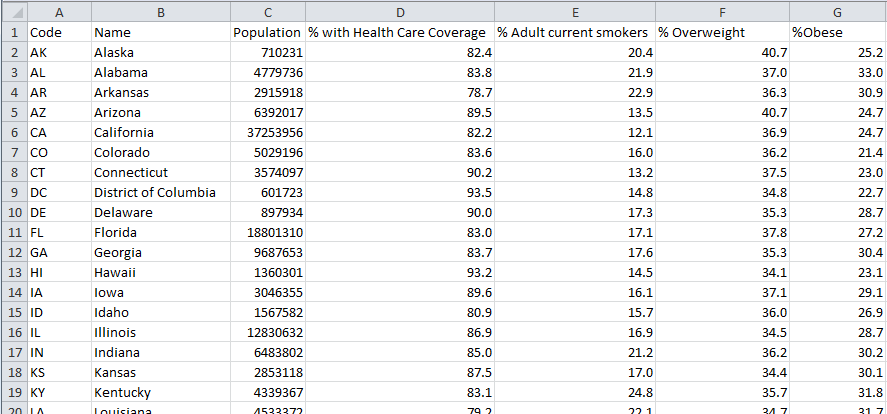 A B C D E F G
1 Code Name Population % with Health Care Coverage % Adult current smokers % Overweight %Obese
2 AK Alaska 710231 82.4 20.4 40.7 25.2
3 AL Alabama 4779736 83.8 21.9 37.0 33.0
4 AR Arkansas 2915918 78.7 22.9 36.3 30.9
5 AZ Arizona 6392017 89.5 13.5 40.7 24.7
6 CA California 37253956 82.2 12.1 36.9 24.7
7 CO Colorado 5029196 83.6 16.0 36.2 21.4
8 CT Connecticut 3574097 90.2 13.2 37.5 23.0
9 DC District of Columbia 601723 93.5 14.8 34.8 22.7
10 DE Delaware 897934 90.0 17.3 35.3 28.7
11 FL Florida 18801310 83.0 17.1 37.8 27.2
12 GA Georgia 9687653 83.7 17.6 35.3 30.4
13 HI Hawaii 1360301 93.2 14.5 34.1 23.1
14 IA Iowa 3046355 89.6 16.1 37.1 29.1
15 ID Idaho 1567582 80.9 15.7 36.0 26.9
16 IL Illinois 12830632 86.9 16.9 34.5 28.7
17 IN Indiana 6483802 85.0 21.2 36.2 30.2
18 KS Kansas 2853118 87.5 17.0 34.4 30.1
19 KY Kentucky 4339367 83.1 24.8 35.7 31.8
20 LA Louisiana 4533372 79.2 22.1 34.7 31.7